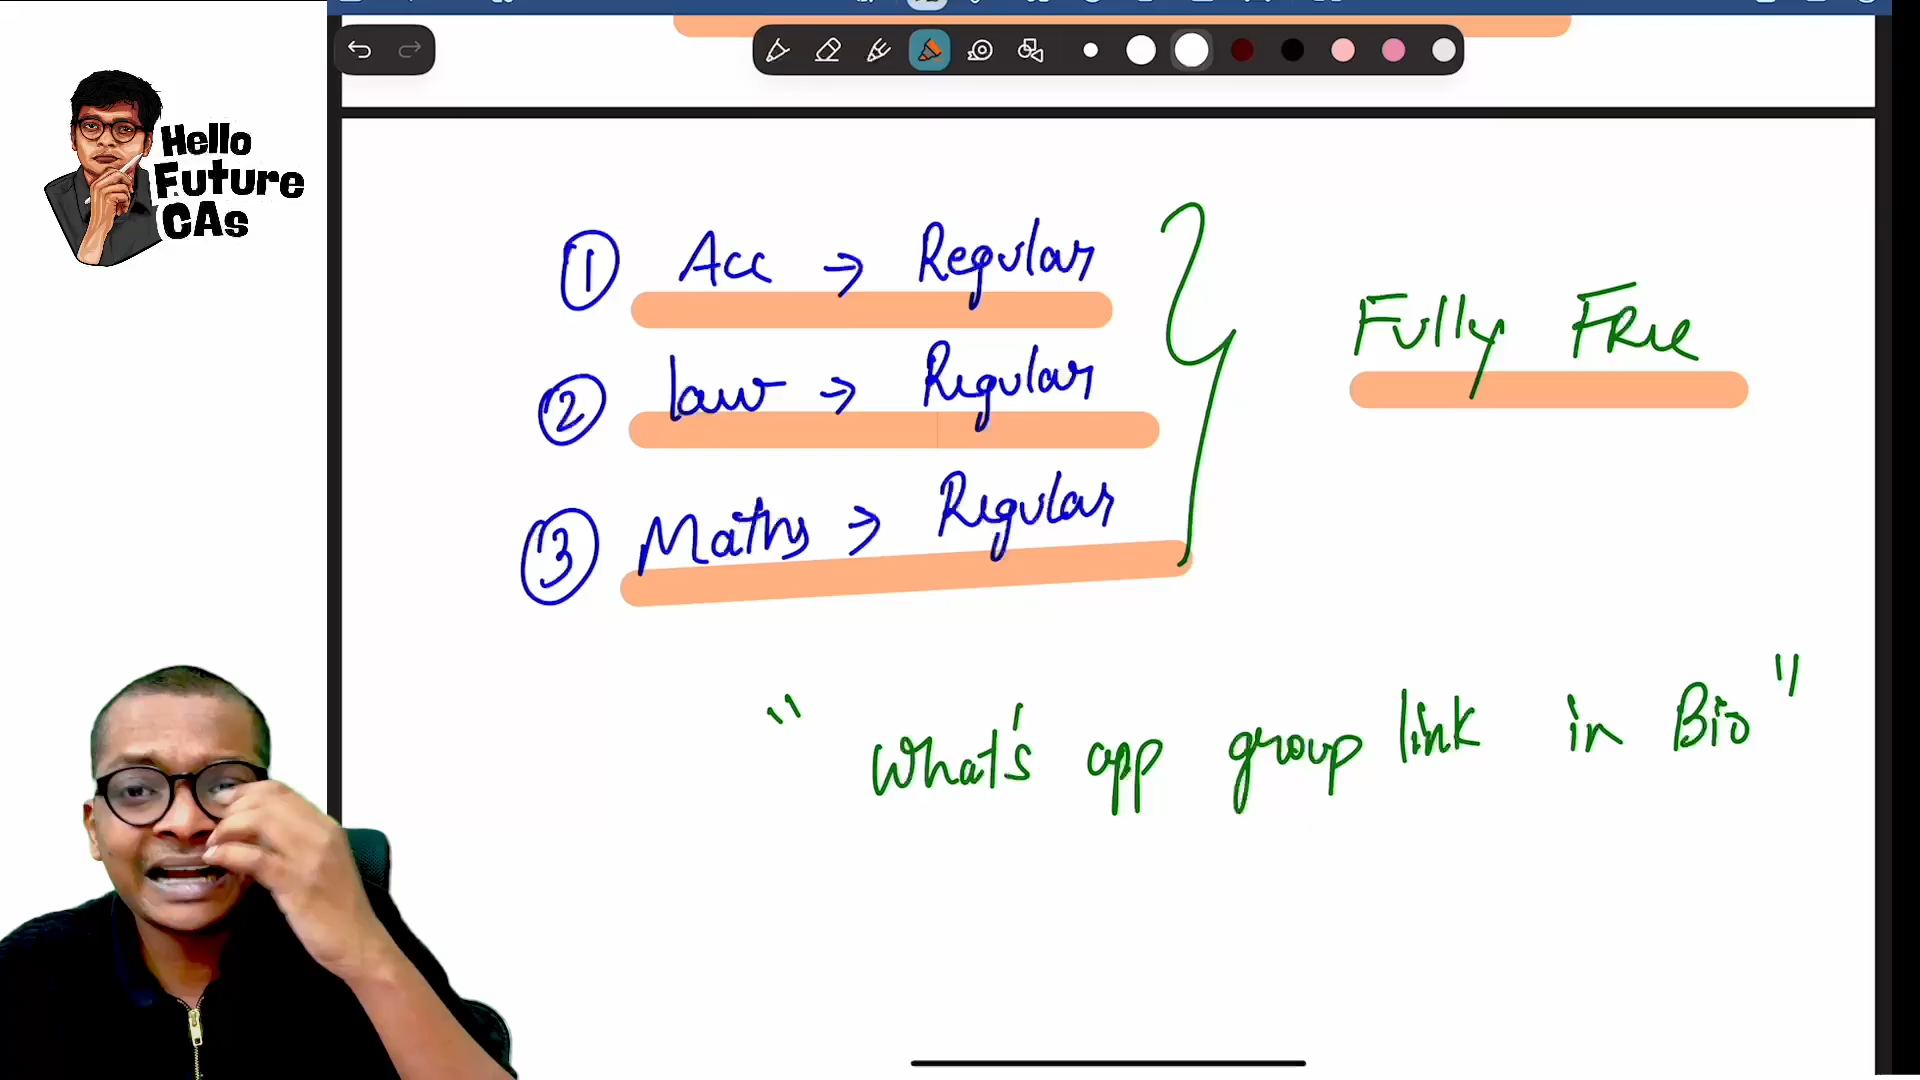 Hello
Future
CAs
① Acc → Regular
② law → Regular
③ Maths → Regular
Fully Free
"What's app group link in Bio"